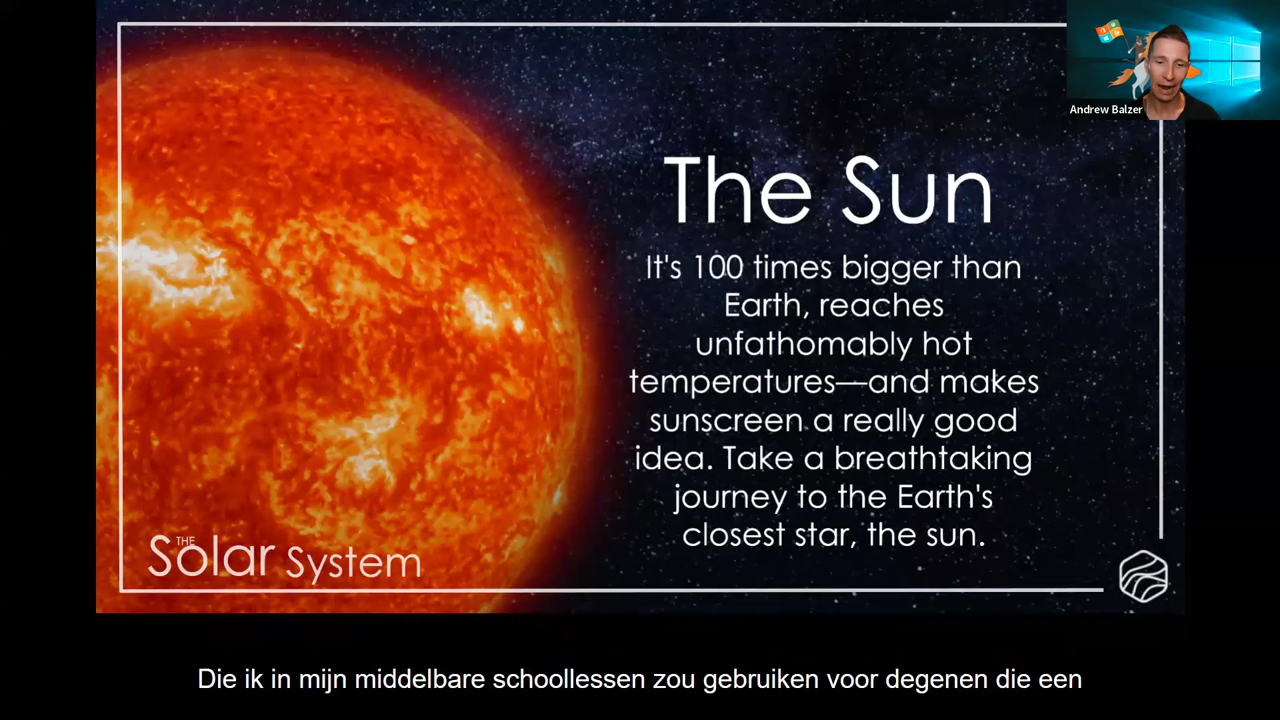 Andrew Balzer
The Sun
It's 100 times bigger than
Earth, reaches
unfathomably hot
temperatures—and makes
sunscreen a really good
idea. Take a breathtaking
journey to the Earth's
closest star, the sun.
THE
Solar System
Die ik in mijn middelbare schoollessen zou gebruiken voor degenen die een